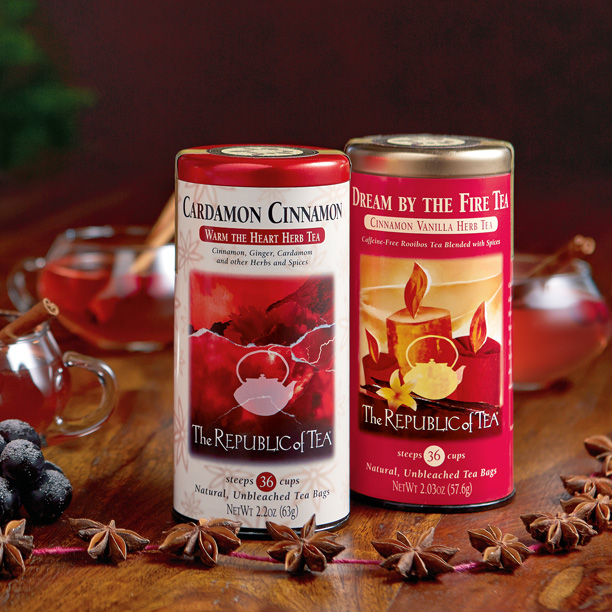 CARDAMON CINNAMON
WARM THE HEART HERB TEA
Cinnamon, Ginger, Cardamom
and other Herbs and Spices
The REPUBLIC of TEA
steeps 36 cups
Natural, Unbleached Tea Bags
NETWT 2.2OZ (63g)
DREAM BY THE FIRE TEA
CINNAMON VANILLA HERB TEA
Caffeine-Free Rooibos Tea Blended with Spices
The REPUBLIC of TEA®
steeps 36 cups
Natural, Unbleached Tea Bags
NETWT 2.03OZ (57.6g)